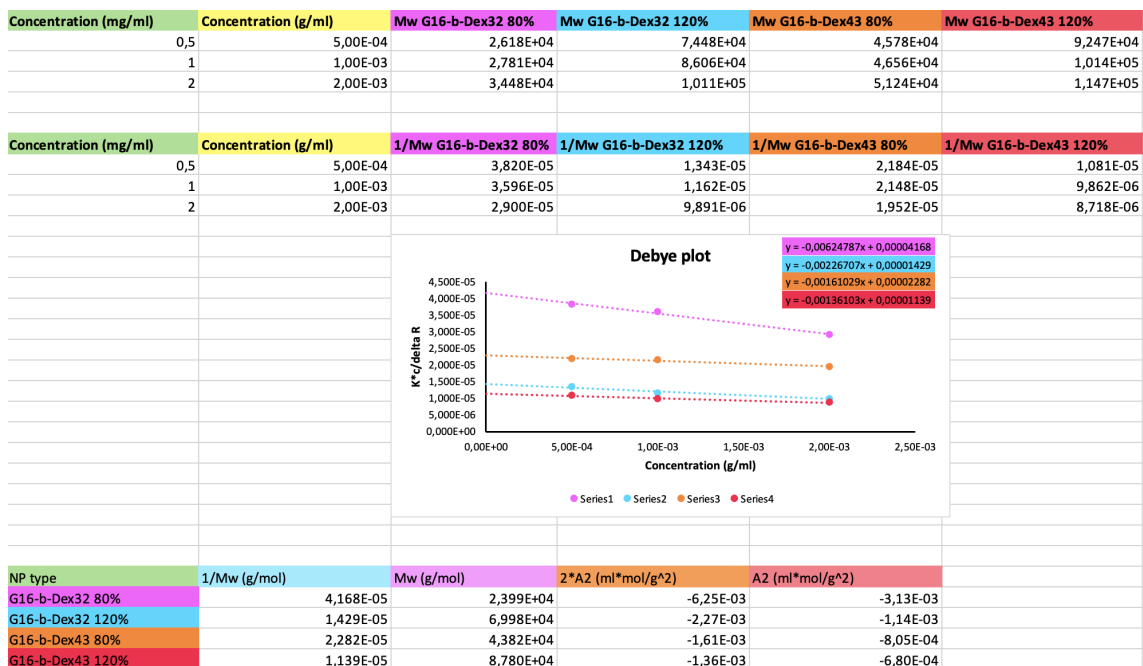 Concentration (mg/ml) Concentration (g/ml) Mw G16-b-Dex32 80% Mw G16-b-Dex32 120% Mw G16-b-Dex43 80% Mw G16-b-Dex43 120%
0,5 5,00E-04 2,618E+04 7,448E+04 4,578E+04 9,247E+04
1 1,00E-03 2,781E+04 8,606E+04 4,656E+04 1,014E+05
2 2,00E-03 3,448E+04 1,011E+05 5,124E+04 1,147E+05
Concentration (mg/ml) Concentration (g/ml) 1/Mw G16-b-Dex32 80% 1/Mw G16-b-Dex32 120% 1/Mw G16-b-Dex43 80% 1/Mw G16-b-Dex43 120%
0,5 5,00E-04 3,820E-05 1,343E-05 2,184E-05 1,081E-05
1 1,00E-03 3,596E-05 1,162E-05 2,148E-05 9,862E-06
2 2,00E-03 2,900E-05 9,891E-06 1,952E-05 8,718E-06
Debye plot
y = -0,00624787x + 0,00004168
y = -0,00226707x + 0,00001429
y = -0,00161029x + 0,00002282
y = -0,00136103x + 0,00001139
4,500E-05
4,000E-05
3,500E-05
3,000E-05
2,500E-05
2,000E-05
1,500E-05
1,000E-05
5,000E-06
0,000E+00
K*c/delta R
0,00E+00 5,00E-04 1,00E-03 1,50E-03 2,00E-03 2,50E-03
Concentration (g/ml)
Series1 Series2 Series3 Series4
NP type 1/Mw (g/mol) Mw (g/mol) 2*A2 (ml*mol/g^2) A2 (ml*mol/g^2)
G16-b-Dex32 80% 4,168E-05 2,399E+04 -6,25E-03 -3,13E-03
G16-b-Dex32 120% 1,429E-05 6,998E+04 -2,27E-03 -1,14E-03
G16-b-Dex43 80% 2,282E-05 4,382E+04 -1,61E-03 -8,05E-04
G16-b-Dex43 120% 1,139E-05 8,780E+04 -1,36E-03 -6,80E-04